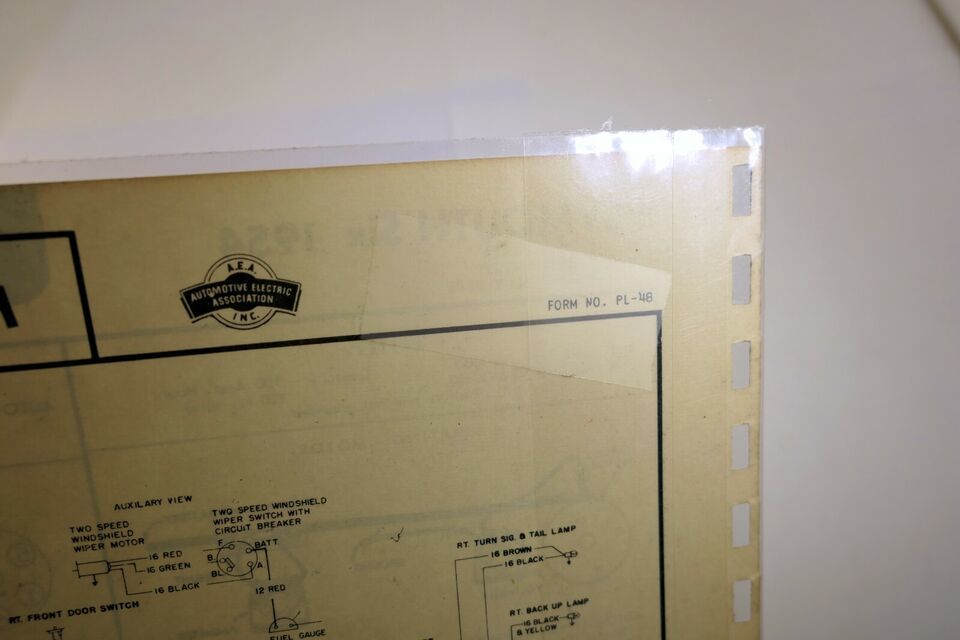 A.E.A.
AUTOMOTIVE ELECTRIC
ASSOCIATION
INC.
FORM NO. PL-48
AUXILARY VIEW
TWO SPEED
WINDSHIELD
WIPER MOTOR
TWO SPEED WINDSHIELD
WIPER SWITCH WITH
CIRCUIT BREAKER
16 RED
16 GREEN
16 BLACK
F
B
BL
A
BATT.
12 RED
FUEL GAUGE
RT. FRONT DOOR SWITCH
RT. TURN SIG. & TAIL LAMP
16 BROWN
16 BLACK
RT. BACK UP LAMP
16 BLACK
& YELLOW